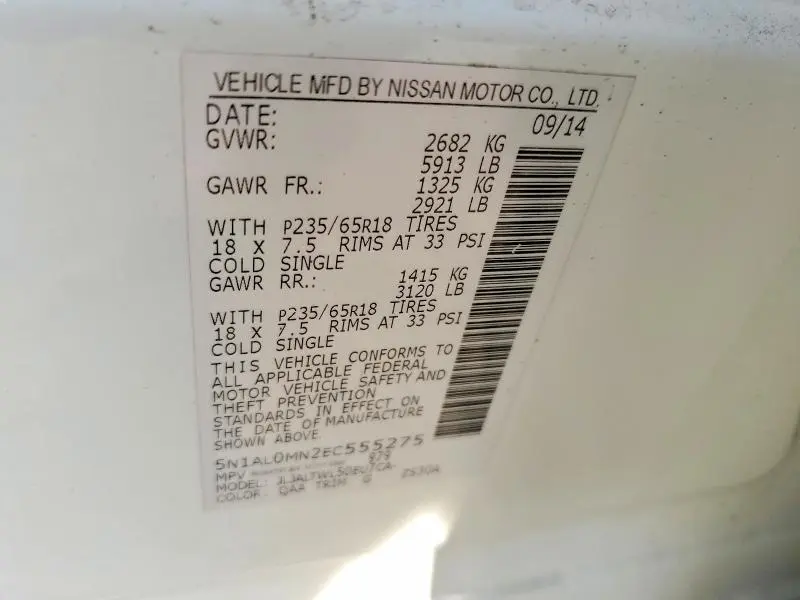 VEHICLE MFD BY NISSAN MOTOR CO., LTD.
DATE: 09/14
GVWR: 2682 KG
5913 LB
GAWR FR.: 1325 KG
2921 LB
WITH P235/65R18 TIRES
18 X 7.5 RIMS AT 33 PSI
COLD SINGLE
GAWR RR.: 1415 KG
3120 LB
WITH P235/65R18 TIRES
18 X 7.5 RIMS AT 33 PSI
COLD SINGLE
THIS VEHICLE CONFORMS TO
ALL APPLICABLE FEDERAL
MOTOR VEHICLE SAFETY AND
THEFT PREVENTION
STANDARDS IN EFFECT ON
THE DATE OF MANUFACTURE
SHOWN ABOVE.
5N1AL0MN2EC555275
MPV 979
MODEL:
COLOR: QAA TRIM G